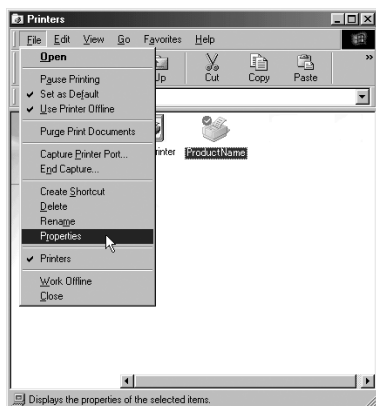 Printers
File Edit View Go Favorites Help
Up Cut Copy Paste »
Open
Pause Printing
Set as Default
Use Printer Offline
Purge Print Documents
Capture Printer Port...
End Capture...
Create Shortcut
Delete
Rename
Properties
Printers
Work Offline
Close
rinter ProductName
Displays the properties of the selected items.